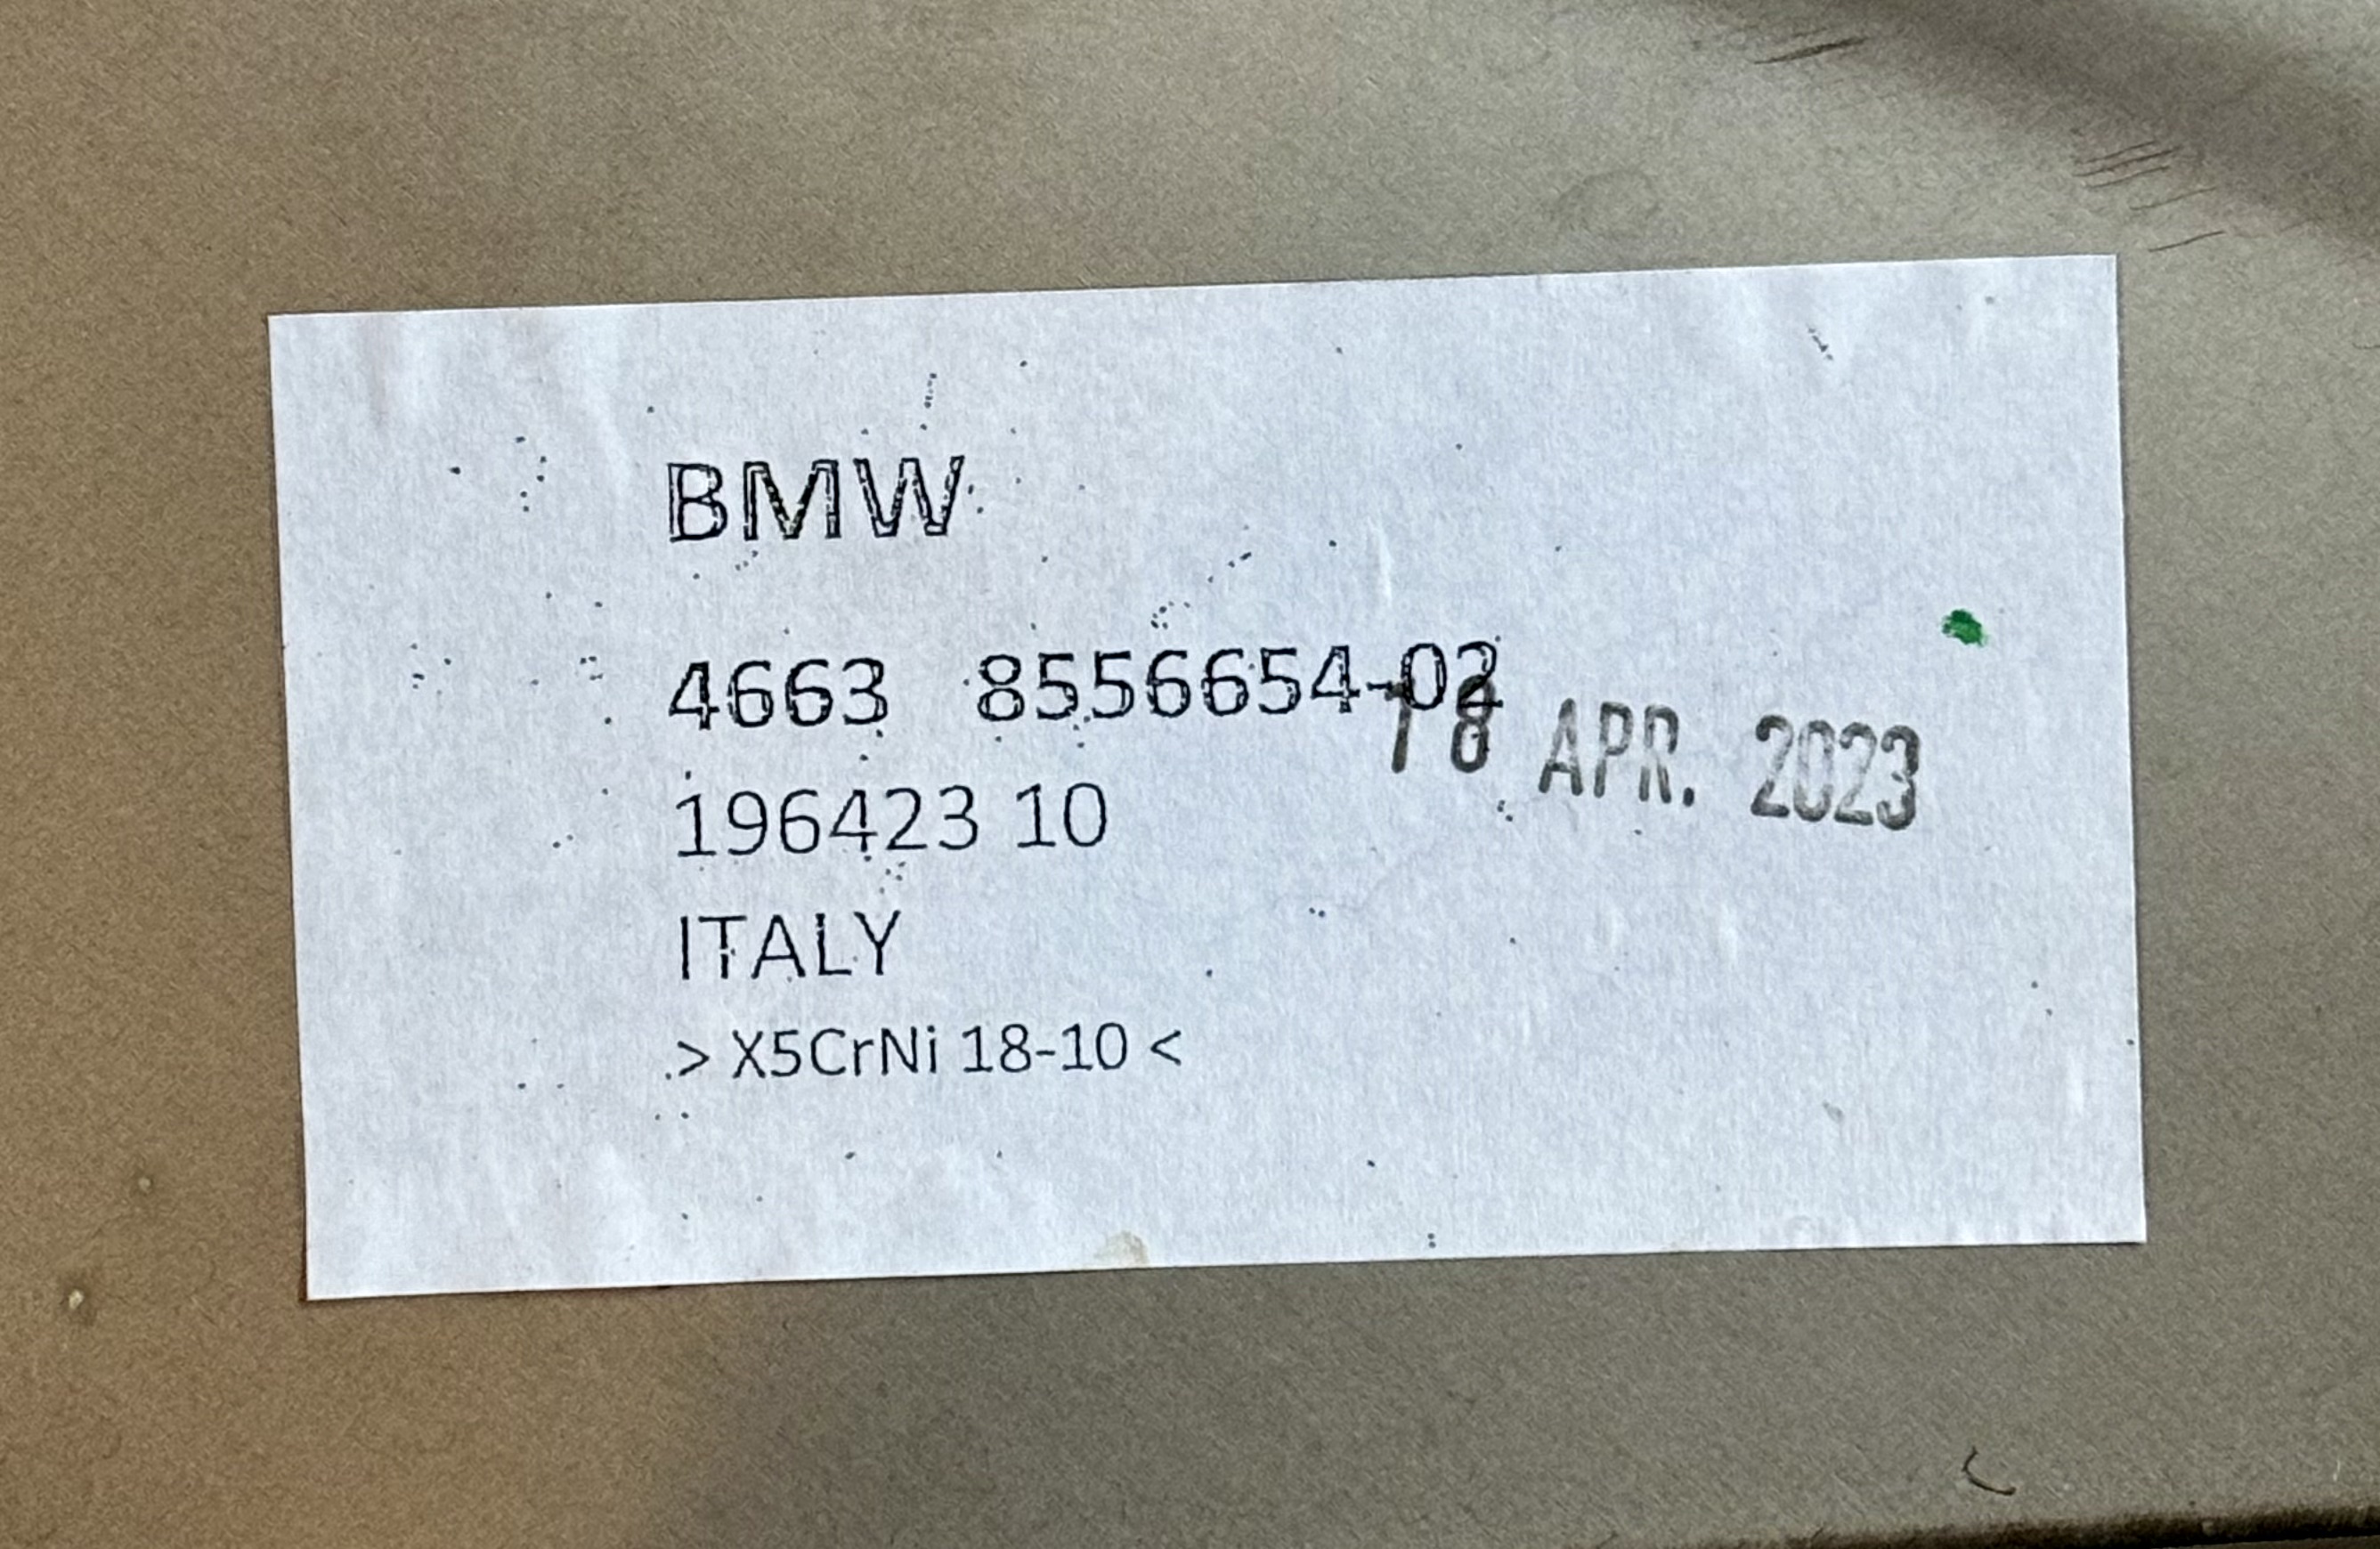 BMW
4663 8556654-02
18 APR. 2023
196423 10
ITALY
> X5CrNi 18-10 <